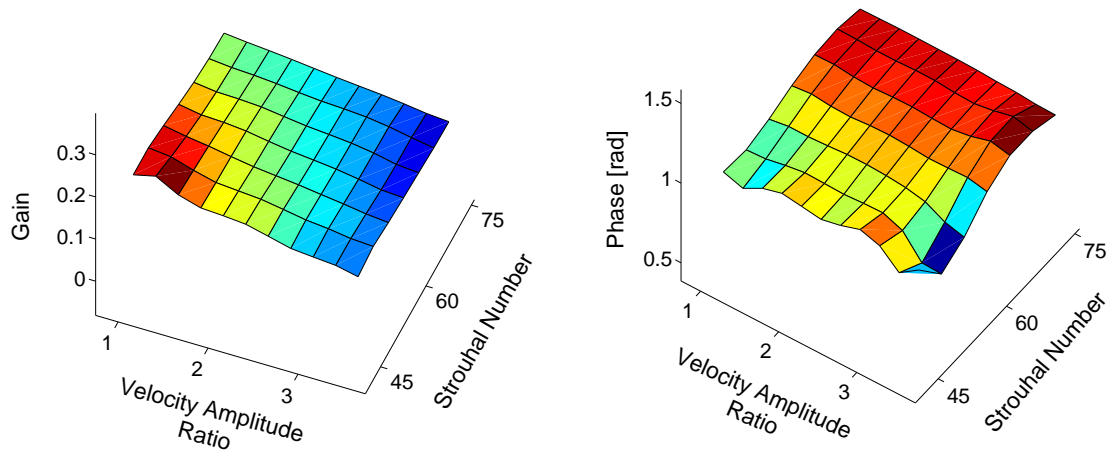 0.3
0.2
0.1
0
Gain
1
2
3
Velocity Amplitude
Ratio
45
60
75
Strouhal Number
1.5
1
0.5
Phase [rad]
1
2
3
Velocity Amplitude
Ratio
45
60
75
Strouhal Number